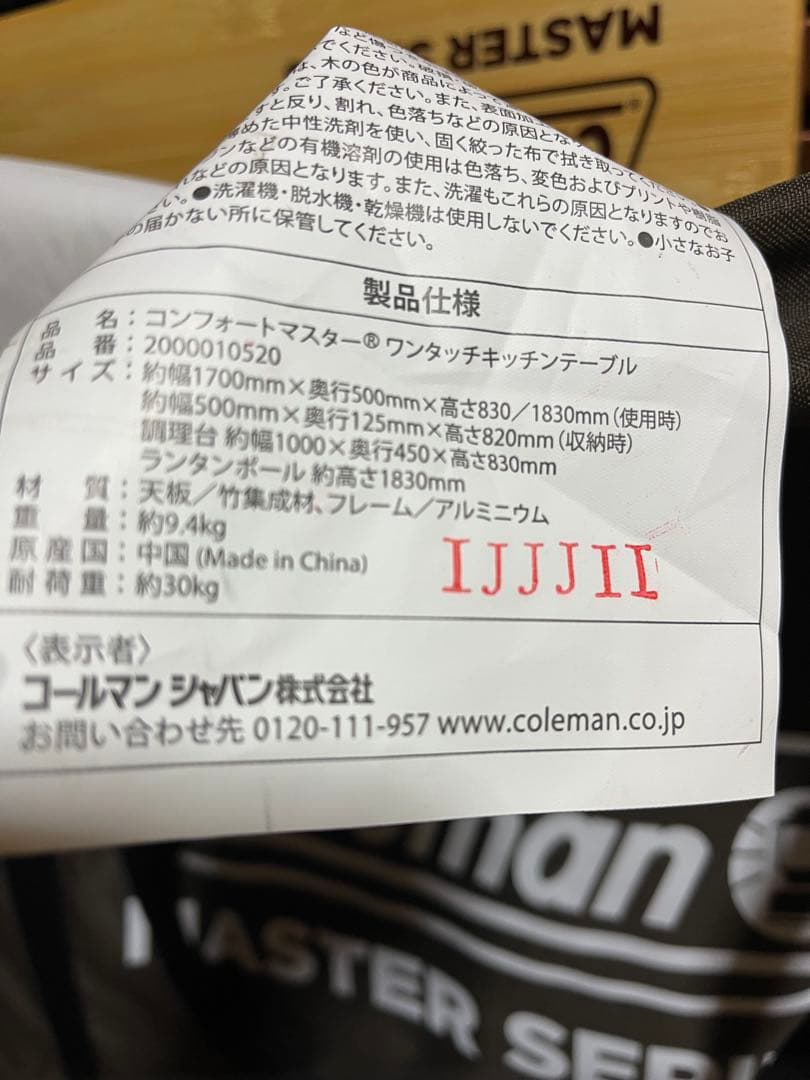 MASTER S
など傷つ
でください。
は、木の色が商品によって
。ご了承ください。また、表面加
すと反り、割れ、色落ちなどの原因とな
めた中性洗剤を使い、固く絞った布で拭き取って
ンなどの有機溶剤の使用は色落ち、変色およびプリントや樹脂
などの原因となります。また、洗濯もこれらの原因となりますのでお
い。●洗濯機・脱水機・乾燥機は使用しないでください。●小さなお子
の届かない所に保管してください。
製品仕様
品名：コンフォートマスター®ワンタッチキッチンテーブル
品番：2000010520
サイズ：約幅1700mm×奥行500mm×高さ830／1830mm（使用時）
約幅500mm×奥行125mm×高さ820mm（収納時）
調理台 約幅1000×奥行450×高さ830mm
ランタンポール 約高さ1830mm
材質：天板／竹集成材、フレーム／アルミニウム
重量：約9.4kg
原産国：中国 (Made in China)
耐荷重：約30kg
IJJJII
〈表示者〉
コールマン ジャパン株式会社
お問い合わせ先 0120-111-957 www.coleman.co.jp
man
MASTER SERI